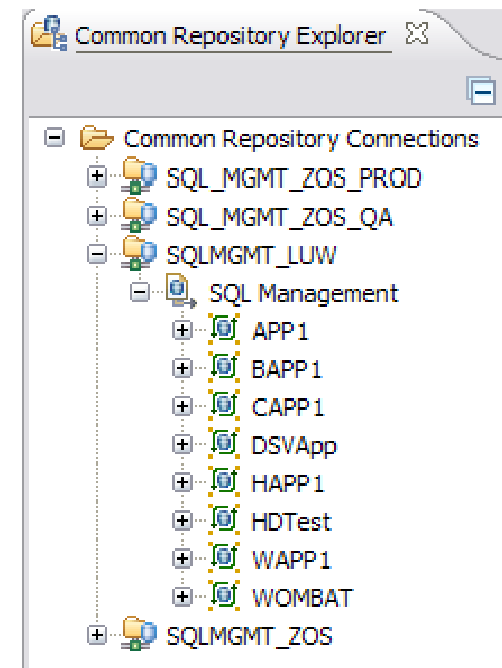 Common Repository Explorer
Common Repository Connections
SQL_MGMT_ZOS_PROD
SQL_MGMT_ZOS_QA
SQLMGMT_LUW
SQL Management
APP1
BAPP1
CAPP1
DSVApp
HAPP1
HDTest
WAPP1
WOMBAT
SQLMGMT_ZOS